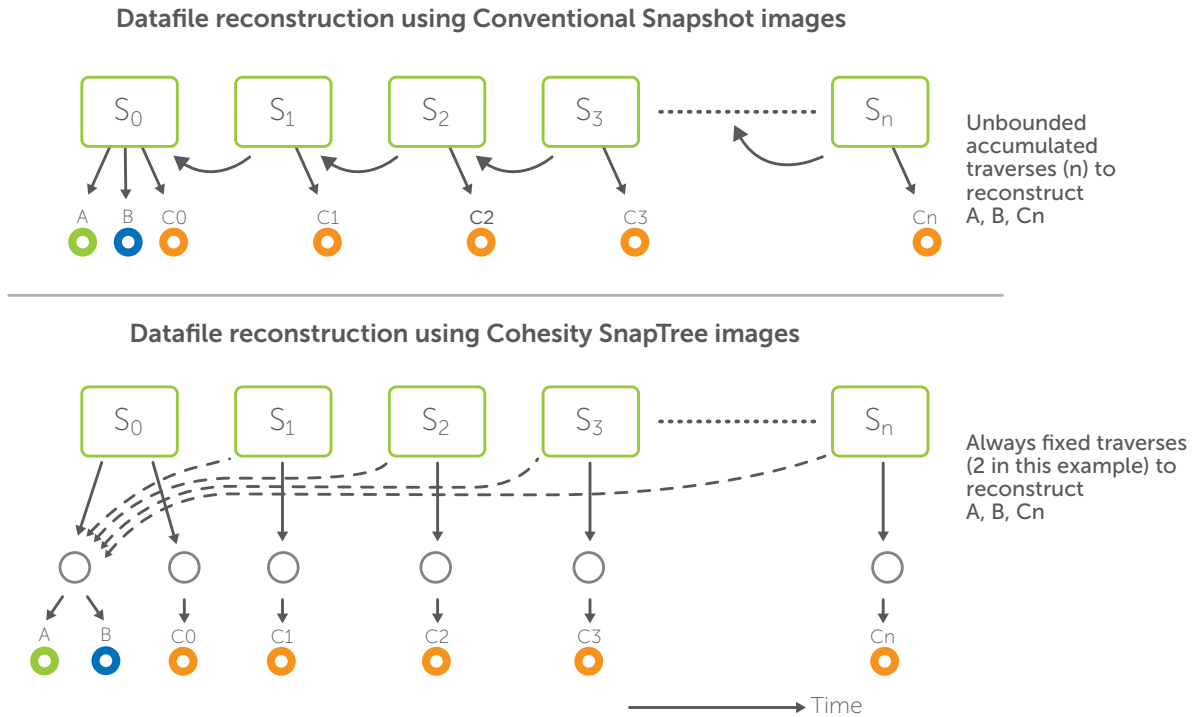 Datafile reconstruction using Conventional Snapshot images
S₀ S₁ S₂ S₃ Sₙ
Unbounded
accumulated
traverses (n) to
reconstruct
A, B, Cn
A B C0 C1 C2 C3 Cn
Datafile reconstruction using Cohesity SnapTree images
S₀ S₁ S₂ S₃ Sₙ
Always fixed traverses
(2 in this example) to
reconstruct
A, B, Cn
A B C0 C1 C2 C3 Cn
Time